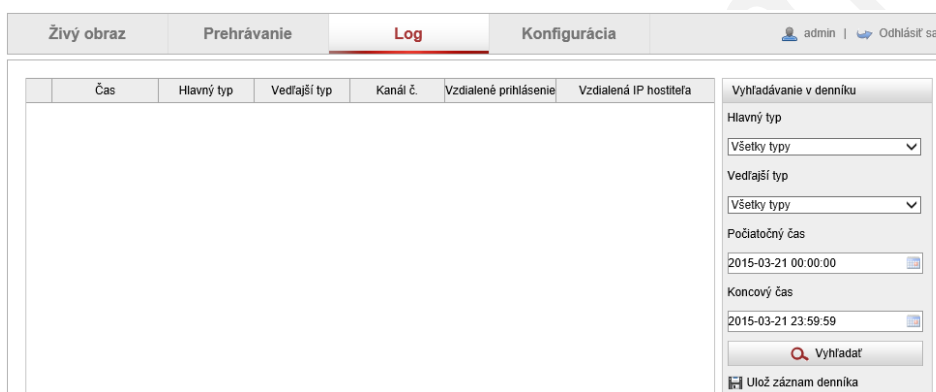 Živý obraz Prehrávanie Log Konfigurácia admin | Odhlásiť sa
Čas Hlavný typ Vedľajší typ Kanál č. Vzdialené prihlásenie Vzdialená IP hostiteľa
Vyhľadávanie v denníku
Hlavný typ
Všetky typy
Vedľajší typ
Všetky typy
Počiatočný čas
2015-03-21 00:00:00
Koncový čas
2015-03-21 23:59:59
Vyhľadať
Ulož záznam denníka